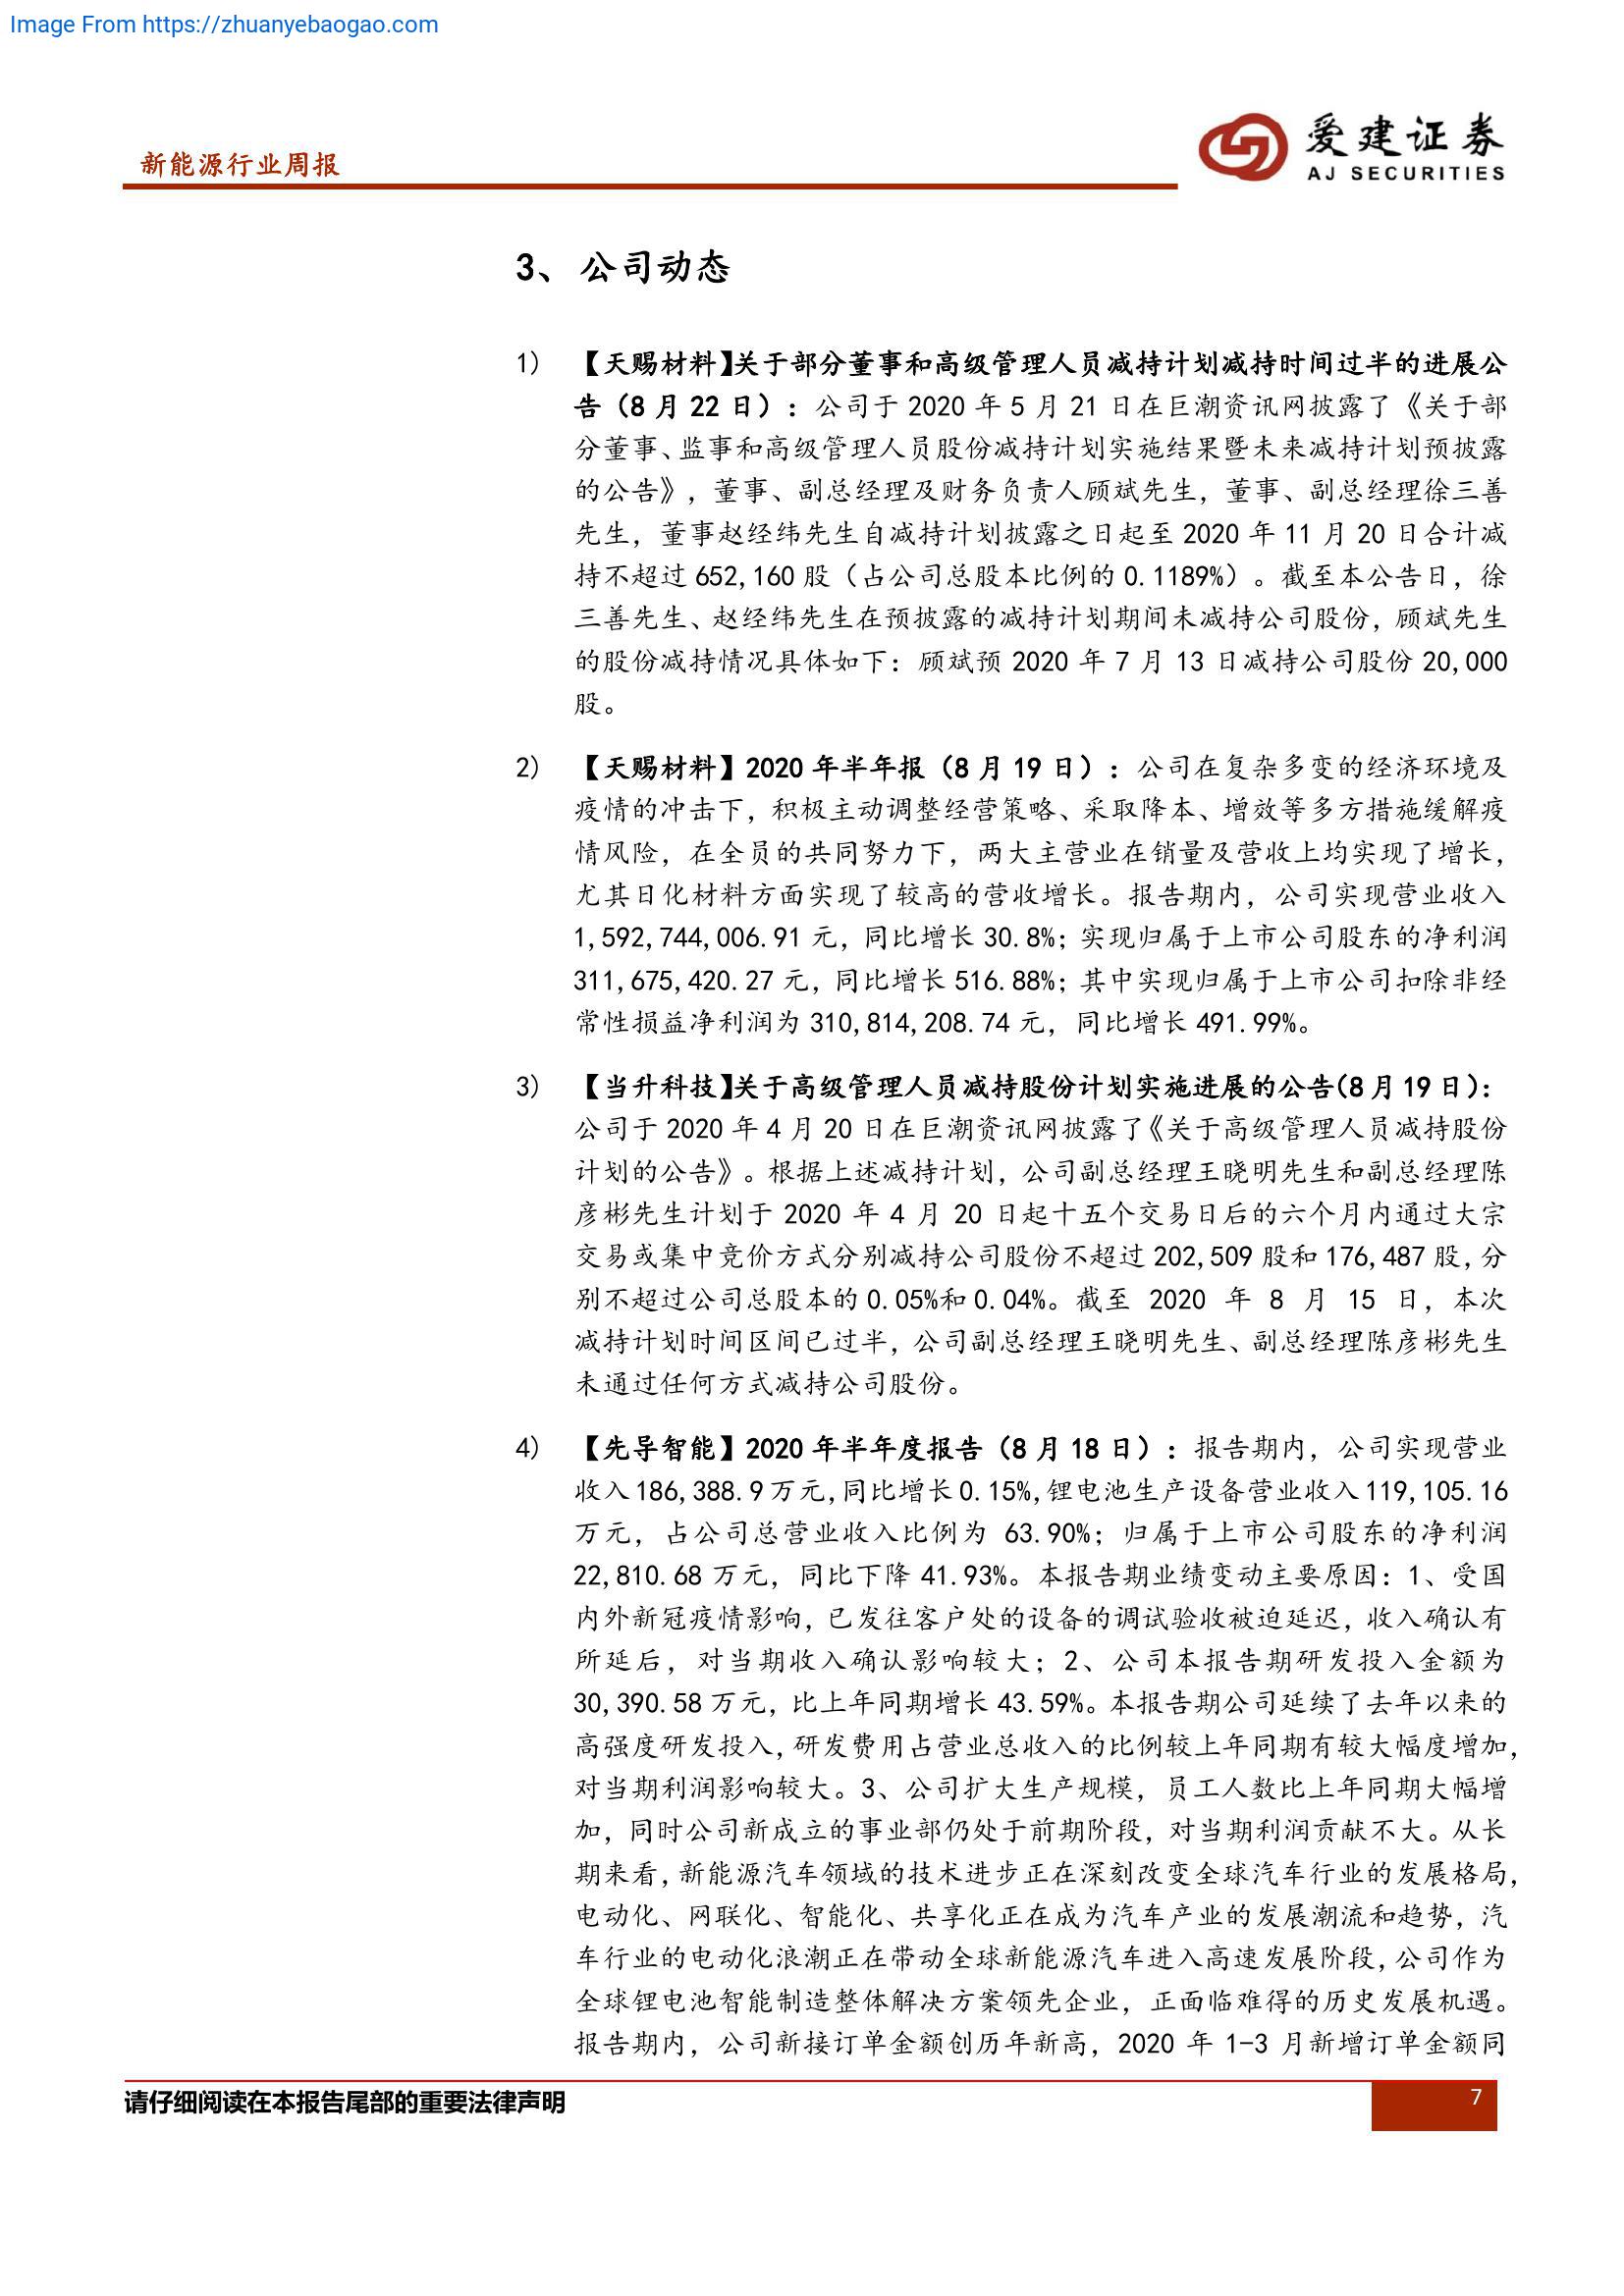 Image From https://zhuanyebaogao.com
新能源行业周报
爱建证券
AJ SECURITIES
3、 公司动态
1) 【天赐材料】关于部分董事和高级管理人员减持计划减持时间过半的进展公
告（8 月 22 日）：公司于 2020 年 5 月 21 日在巨潮资讯网披露了《关于部
分董事、监事和高级管理人员股份减持计划实施结果暨未来减持计划预披露
的公告》，董事、副总经理及财务负责人顾斌先生，董事、副总经理徐三善
先生，董事赵经纬先生自减持计划披露之日起至 2020 年 11 月 20 日合计减
持不超过 652,160 股（占公司总股本比例的 0.1189%）。截至本公告日，徐
三善先生、赵经纬先生在预披露的减持计划期间未减持公司股份，顾斌先生
的股份减持情况具体如下：顾斌预 2020 年 7 月 13 日减持公司股份 20,000
股。
2) 【天赐材料】2020 年半年报（8 月 19 日）：公司在复杂多变的经济环境及
疫情的冲击下，积极主动调整经营策略、采取降本、增效等多方措施缓解疫
情风险，在全员的共同努力下，两大主营业在销量及营收上均实现了增长，
尤其日化材料方面实现了较高的营收增长。报告期内，公司实现营业收入
1,592,744,006.91 元，同比增长 30.8%；实现归属于上市公司股东的净利润
311,675,420.27 元，同比增长 516.88%；其中实现归属于上市公司扣除非经
常性损益净利润为 310,814,208.74 元，同比增长 491.99%。
3) 【当升科技】关于高级管理人员减持股份计划实施进展的公告（8 月 19 日）：
公司于 2020 年 4 月 20 日在巨潮资讯网披露了《关于高级管理人员减持股份
计划的公告》。根据上述减持计划，公司副总经理王晓明先生和副总经理陈
彦彬先生计划于 2020 年 4 月 20 日起十五个交易日后的六个月内通过大宗
交易或集中竞价方式分别减持公司股份不超过 202,509 股和 176,487 股，分
别不超过公司总股本的 0.05%和 0.04%。截至 2020 年 8 月 15 日，本次
减持计划时间区间已过半，公司副总经理王晓明先生、副总经理陈彦彬先生
未通过任何方式减持公司股份。
4) 【先导智能】2020 年半年度报告（8 月 18 日）：报告期内，公司实现营业
收入 186,388.9 万元，同比增长 0.15%，锂电池生产设备营业收入 119,105.16
万元，占公司总营业收入比例为 63.90%；归属于上市公司股东的净利润
22,810.68 万元，同比下降 41.93%。本报告期业绩变动主要原因：1、受国
内外新冠疫情影响，已发往客户处的设备的调试验收被迫延迟，收入确认有
所延后，对当期收入确认影响较大；2、公司本报告期研发投入金额为
30,390.58 万元，比上年同期增长 43.59%。本报告期公司延续了去年以来的
高强度研发投入，研发费用占营业总收入的比例较上年同期有较大幅度增加，
对当期利润影响较大。3、公司扩大生产规模，员工人数比上年同期大幅增
加，同时公司新成立的事业部仍处于前期阶段，对当期利润贡献不大。从长
期来看，新能源汽车领域的技术进步正在深刻改变全球汽车行业的发展格局，
电动化、网联化、智能化、共享化正在成为汽车产业的发展潮流和趋势，汽
车行业的电动化浪潮正在带动全球新能源汽车进入高速发展阶段，公司作为
全球锂电池智能制造整体解决方案领先企业，正面临难得的历史发展机遇。
报告期内，公司新接订单金额创历年新高，2020 年 1-3 月新增订单金额同
请仔细阅读在本报告尾部的重要法律声明
7